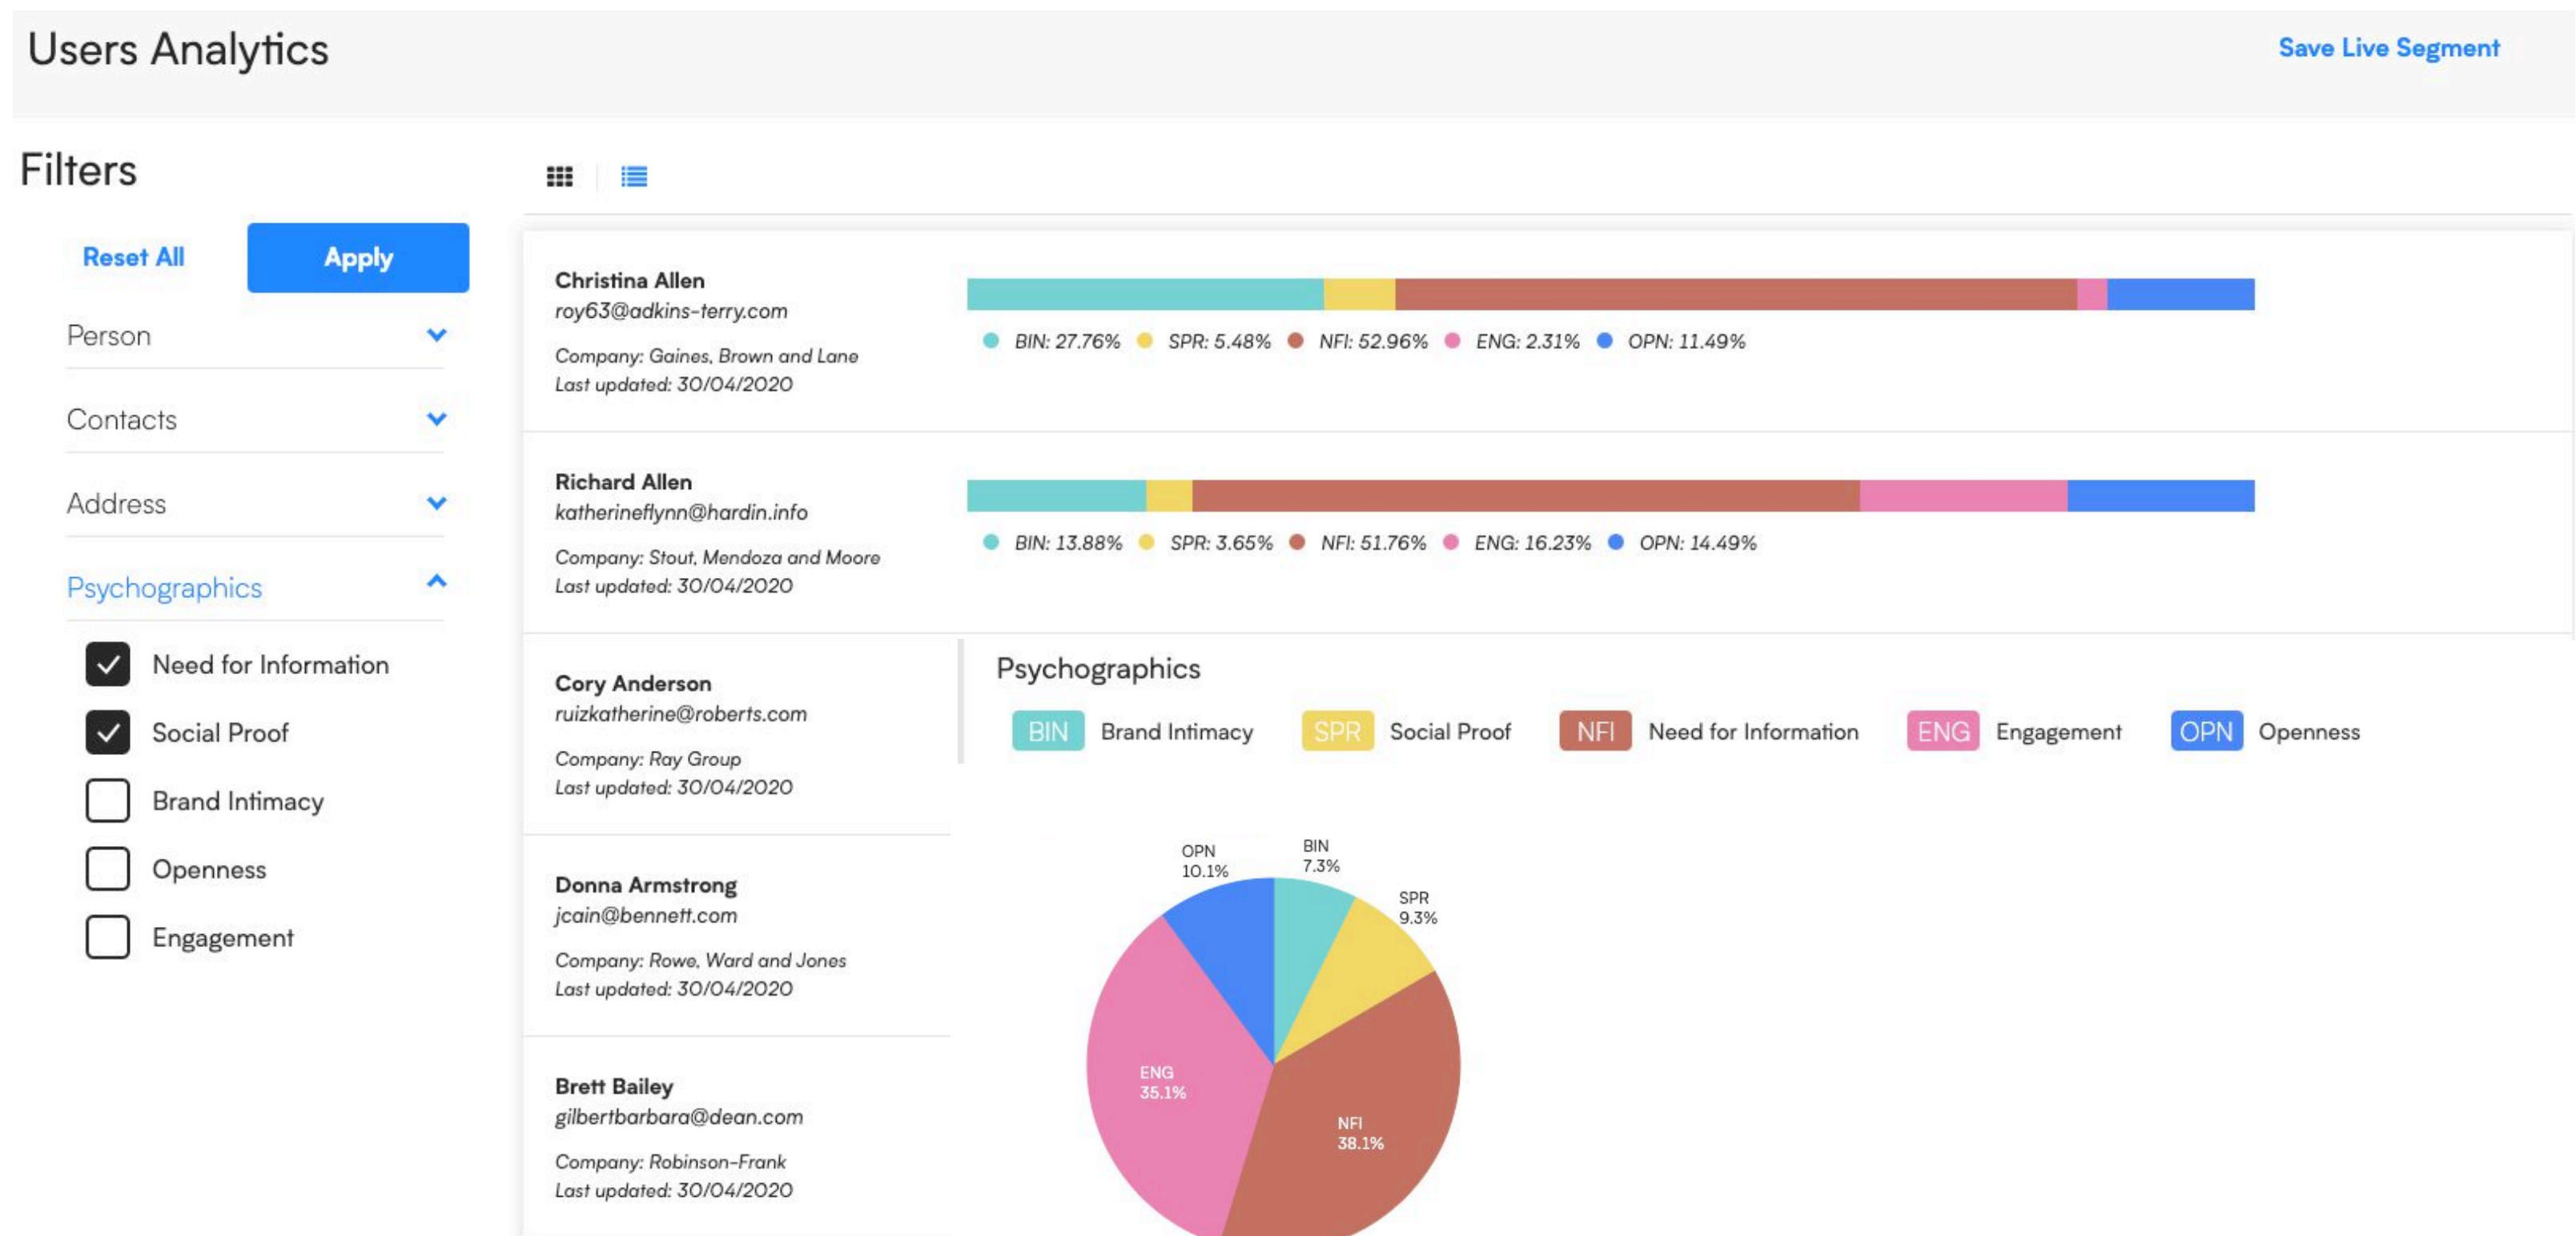 Users Analytics
Save Live Segment
Filters
Reset All
Apply
Person
Contacts
Address
Psychographics
Need for Information
Social Proof
Brand Intimacy
Openness
Engagement
Christina Allen
roy63@adkins-terry.com
Company: Gaines, Brown and Lane
Last updated: 30/04/2020
BIN: 27.76% SPR: 5.48% NFI: 52.96% ENG: 2.31% OPN: 11.49%
Richard Allen
katherineflynn@hardin.info
Company: Stout, Mendoza and Moore
Last updated: 30/04/2020
BIN: 13.88% SPR: 3.65% NFI: 51.76% ENG: 16.23% OPN: 14.49%
Cory Anderson
ruizkatherine@roberts.com
Company: Ray Group
Last updated: 30/04/2020
Donna Armstrong
jcain@bennett.com
Company: Rowe, Ward and Jones
Last updated: 30/04/2020
Brett Bailey
gilbertbarbara@dean.com
Company: Robinson-Frank
Last updated: 30/04/2020
Psychographics
BIN Brand Intimacy SPR Social Proof NFI Need for Information ENG Engagement OPN Openness
OPN
10.1%
BIN
7.3%
SPR
9.3%
ENG
35.1%
NFI
38.1%